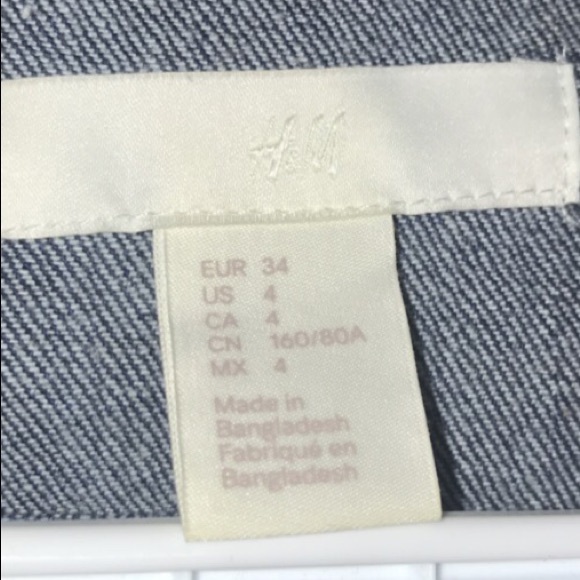 H&M
EUR 34
US 4
CA 4
CN 160/80A
MX 4
Made in
Bangladesh
Fabriqué en
Bangladesh